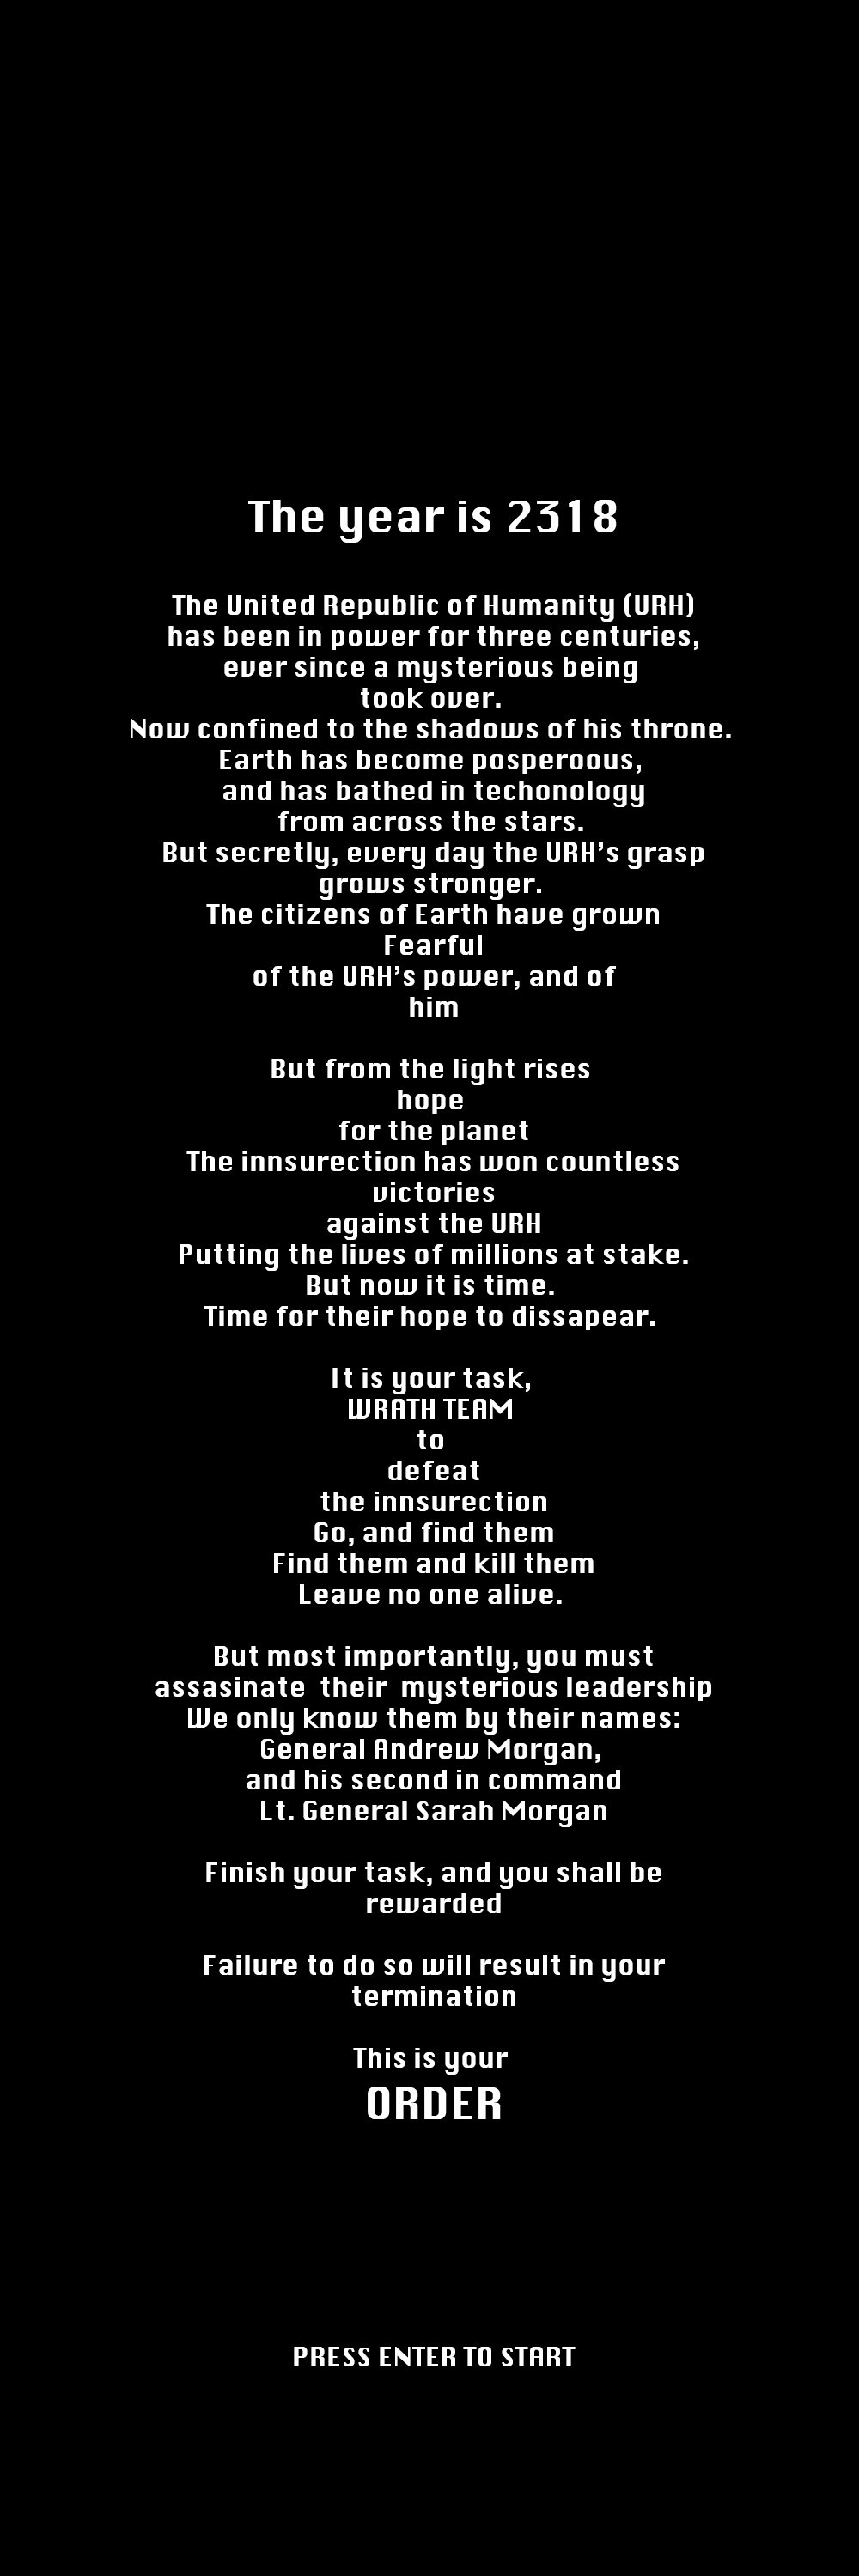 The year is 2318
The United Republic of Humanity (URH)
has been in power for three centuries,
ever since a mysterious being
took over.
Now confined to the shadows of his throne.
Earth has become posperoous,
and has bathed in techonology
from across the stars.
But secretly, every day the URH's grasp
grows stronger.
The citizens of Earth have grown
Fearful
of the URH's power, and of
him
But from the light rises
hope
for the planet
The innsurection has won countless
victories
against the URH
Putting the lives of millions at stake.
But now it is time.
Time for their hope to dissapear.
It is your task,
WRATH TEAM
to
defeat
the innsurection
Go, and find them
Find them and kill them
Leave no one alive.
But most importantly, you must
assasinate their mysterious leadership
We only know them by their names:
General Andrew Morgan,
and his second in command
Lt. General Sarah Morgan
Finish your task, and you shall be
rewarded
Failure to do so will result in your
termination
This is your
ORDER
PRESS ENTER TO START